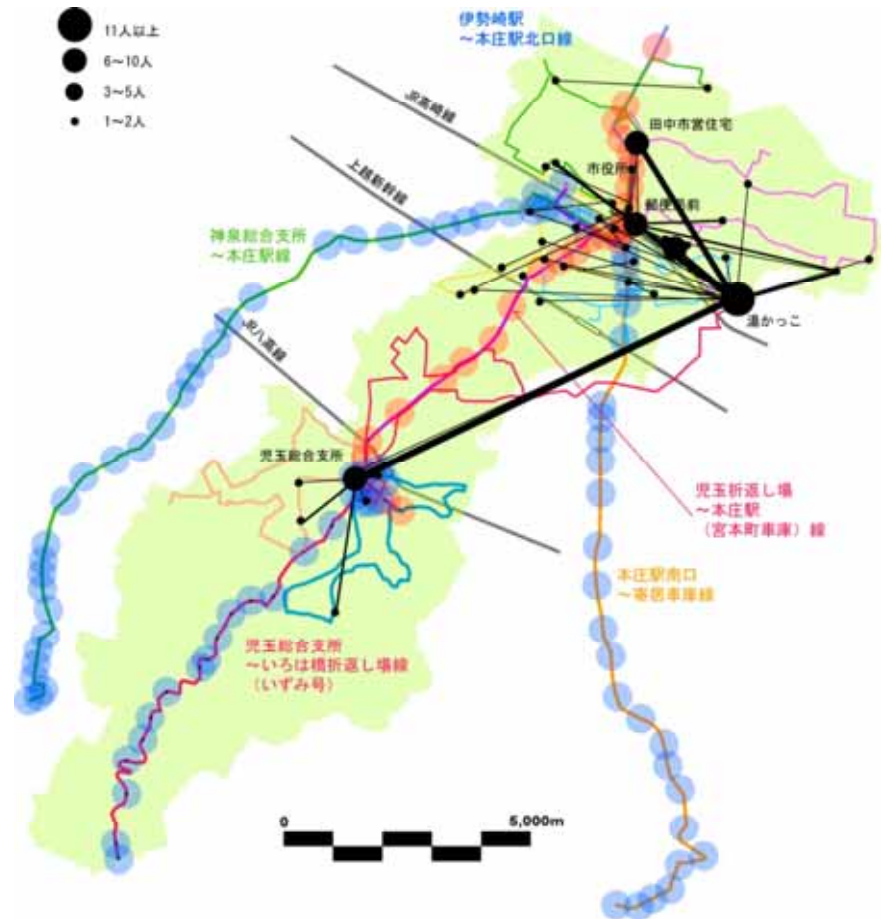 11人以上
6~10人
3~5人
1~2人
伊勢崎駅
~本庄駅北口線
JR高崎線
上越新幹線
田中市営住宅
市役所
郵便局前
神泉総合支所
~本庄駅線
湯かっこ
JR八高線
児玉総合支所
児玉折返し場
~本庄駅
(宮本町車庫)線
本庄駅南口
~寄居車庫線
児玉総合支所
~いろは橋折返し場線
(いずみ号)
0
5,000m